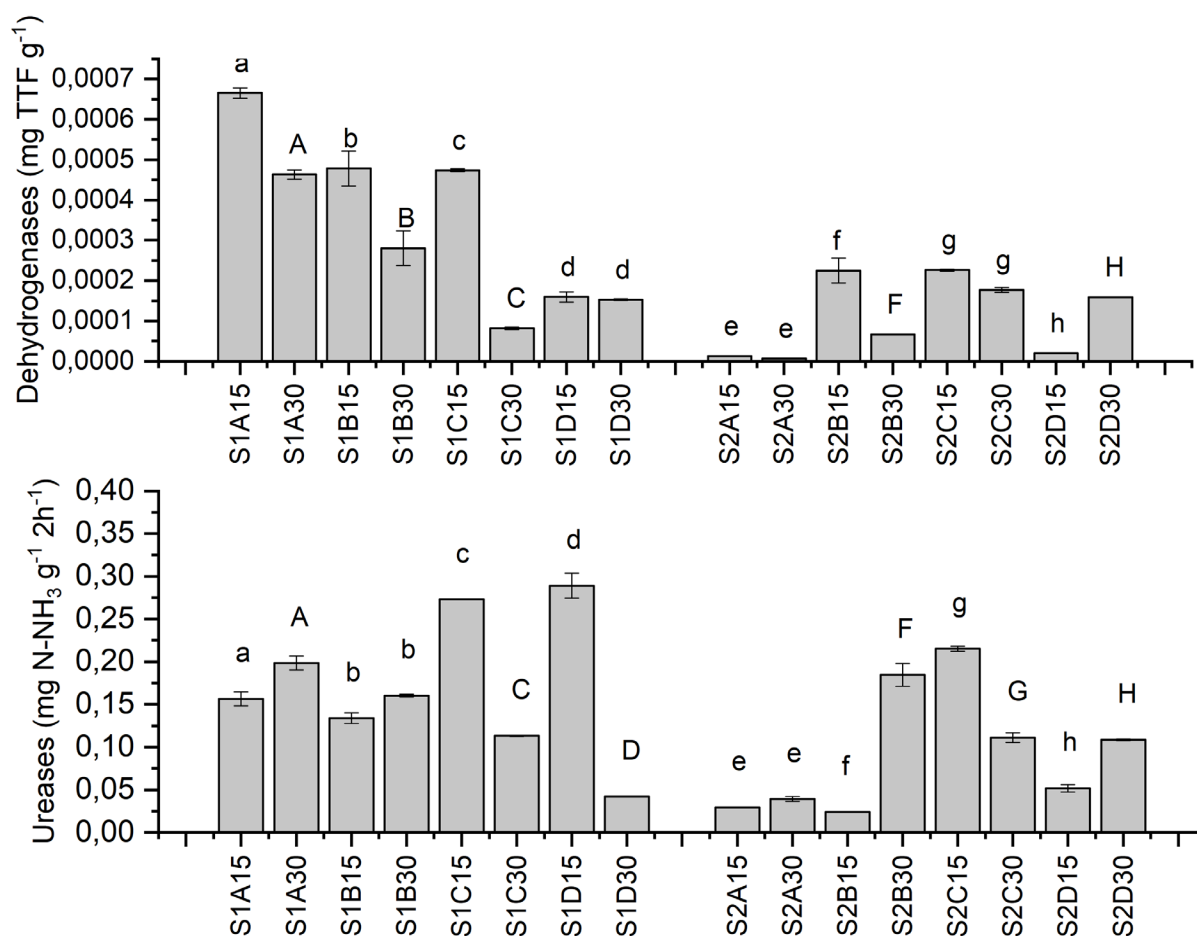 Dehydrogenases (mg TTF g⁻¹)
0,0007
0,0006
0,0005
0,0004
0,0003
0,0002
0,0001
0,0000
a
A
b
B
c
C
d
d
e
e
f
F
g
g
h
H
S1A15
S1A30
S1B15
S1B30
S1C15
S1C30
S1D15
S1D30
S2A15
S2A30
S2B15
S2B30
S2C15
S2C30
S2D15
S2D30
Ureases (mg N-NH₃ g⁻¹ 2h⁻¹)
0,40
0,35
0,30
0,25
0,20
0,15
0,10
0,05
0,00
a
A
b
b
c
C
d
D
e
e
f
F
g
G
h
H
S1A15
S1A30
S1B15
S1B30
S1C15
S1C30
S1D15
S1D30
S2A15
S2A30
S2B15
S2B30
S2C15
S2C30
S2D15
S2D30